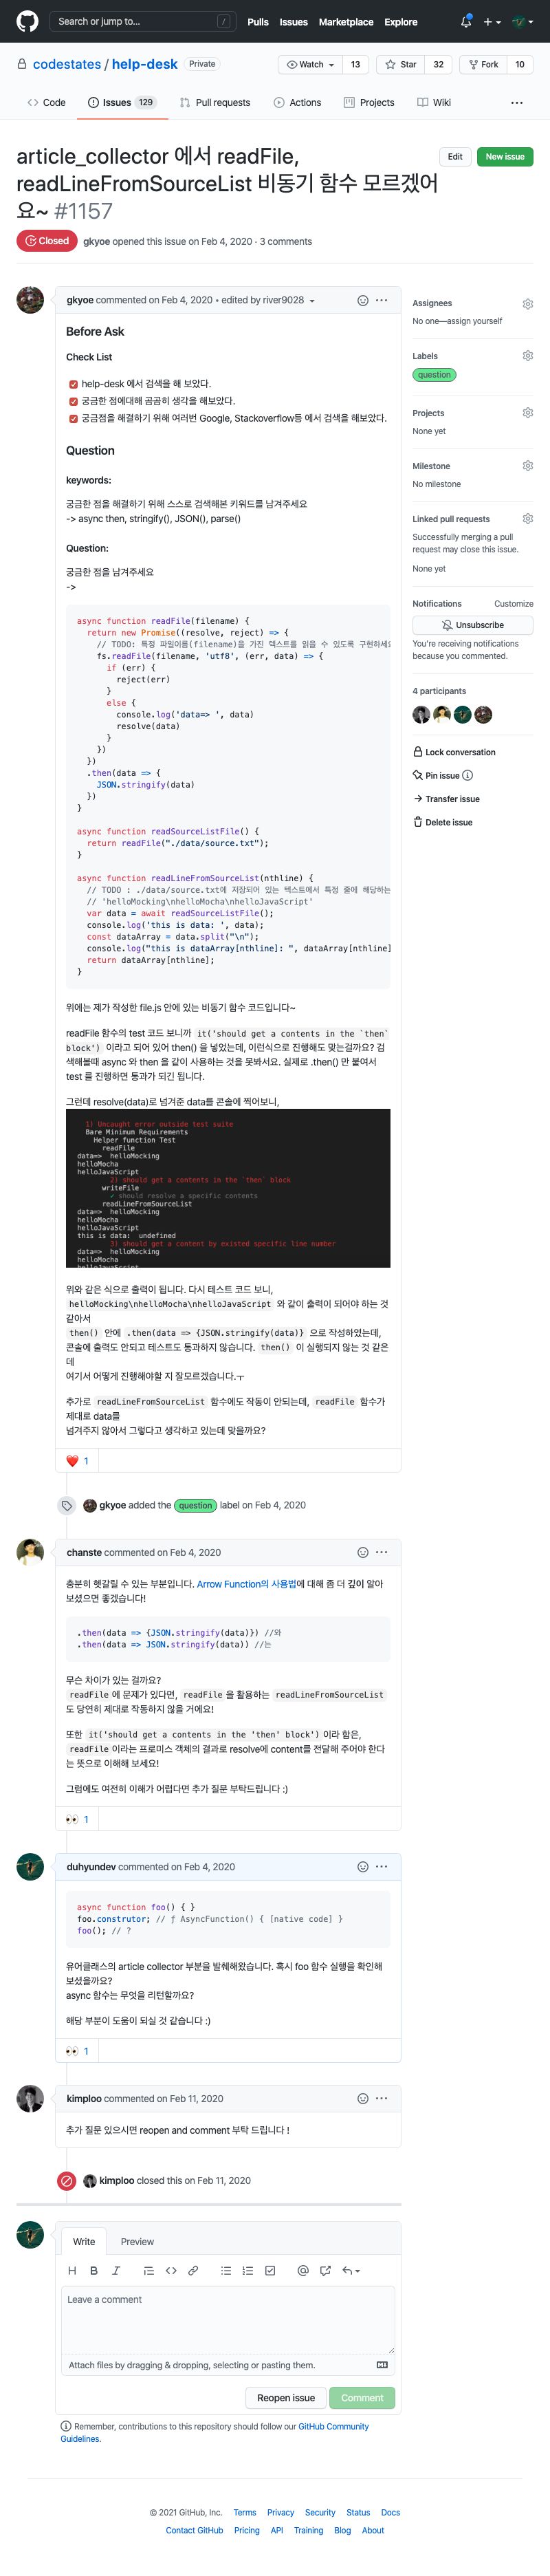 Search or jump to...
/
Pulls Issues Marketplace Explore
codestates / help-desk Private
Watch 13 Star 32 Fork 10
Code Issues 129 Pull requests Actions Projects Wiki
article_collector 에서 readFile,
readLineFromSourceList 비동기 함수 모르겠어
요~ #1157
Edit New issue
Closed gkyoe opened this issue on Feb 4, 2020 · 3 comments
gkyoe commented on Feb 4, 2020 • edited by river9028
Before Ask
Check List
help-desk 에서 검색을 해 보았다.
궁금한 점에대해 곰곰히 생각을 해보았다.
궁금점을 해결하기 위해 여러번 Google, Stackoverflow등 에서 검색을 해보았다.
Question
keywords:
궁금한 점을 해결하기 위해 스스로 검색해본 키워드를 남겨주세요
-> async then, stringify(), JSON(), parse()
Question:
궁금한 점을 남겨주세요
->
async function readFile(filename) {
return new Promise((resolve, reject) => {
// TODO: 특정 파일이름(filename)을 가진 텍스트를 읽을 수 있도록 구현하세요
fs.readFile(filename, 'utf8', (err, data) => {
if (err) {
reject(err)
}
else {
console.log('data=> ', data)
resolve(data)
}
})
})
.then(data => {
JSON.stringify(data)
})
}
async function readSourceListFile() {
return readFile("./data/source.txt");
}
async function readLineFromSourceList(nthline) {
// TODO : ./data/source.txt에 저장되어 있는 텍스트에서 특정 줄에 해당하는
// 'helloMocking\nhelloMocha\nhelloJavaScript'
var data = await readSourceListFile();
console.log('this is data: ', data);
const dataArray = data.split("\n");
console.log("this is dataArray[nthline]: ", dataArray[nthline]
return dataArray[nthline];
}
위에는 제가 작성한 file.js 안에 있는 비동기 함수 코드입니다~
readFile 함수의 test 코드 보니까 it('should get a contents in the `then`
block') 이라고 되어 있어 then() 을 넣었는데, 이런식으로 진행해도 맞는걸까요? 검
색해볼때 async 와 then 을 같이 사용하는 것을 못봐서요. 실제로 .then() 만 붙여서
test 를 진행하면 통과가 되긴 됩니다.
그런데 resolve(data)로 넘겨준 data를 콘솔에 찍어보니,
1) Uncaught error outside test suite
Bare Minimum Requirements
Helper function Test
readFile
data=> helloMocking
helloMocha
helloJavaScript
2) should get a contents in the `then` block
writeFile
✓ should resolve a specific contents
readLineFromSourceList
data=> helloMocking
helloMocha
helloJavaScript
this is data: undefined
3) should get a content by existed specific line number
data=> helloMocking
helloMocha
helloJavaScript
위와 같은 식으로 출력이 됩니다. 다시 테스트 코드 보니,
helloMocking\nhelloMocha\nhelloJavaScript 와 같이 출력이 되어야 하는 것
같아서
then() 안에 .then(data => {JSON.stringify(data)} 으로 작성하였는데,
콘솔에 출력도 안되고 테스트도 통과하지 않습니다. then() 이 실행되지 않는 것 같은
데
여기서 어떻게 진행해야할 지 잘모르겠습니다.ㅜ
추가로 readLineFromSourceList 함수에도 작동이 안되는데, readFile 함수가
제대로 data를
넘겨주지 않아서 그렇다고 생각하고 있는데 맞을까요?
1
gkyoe added the question label on Feb 4, 2020
chanste commented on Feb 4, 2020
충분히 헷갈릴 수 있는 부분입니다. Arrow Function의 사용법에 대해 좀 더 깊이 알아
보셨으면 좋겠습니다!
.then(data => {JSON.stringify(data)}) //와
.then(data => JSON.stringify(data)) //는
무슨 차이가 있는 걸까요?
readFile 에 문제가 있다면, readFile 을 활용하는 readLineFromSourceList
도 당연히 제대로 작동하지 않을 거에요!
또한 it('should get a contents in the 'then' block') 이라 함은,
readFile 이라는 프로미스 객체의 결과로 resolve에 content를 전달해 주어야 한다
는 뜻으로 이해해 보세요!
그럼에도 여전히 이해가 어렵다면 추가 질문 부탁드립니다 :)
1
duhyundev commented on Feb 4, 2020
async function foo() { }
foo.construtor; // ƒ AsyncFunction() { [native code] }
foo(); // ?
유어클래스의 article collector 부분을 발췌해왔습니다. 혹시 foo 함수 실행을 확인해
보셨을까요?
async 함수는 무엇을 리턴할까요?
해당 부분이 도움이 되실 것 같습니다 :)
1
kimploo commented on Feb 11, 2020
추가 질문 있으시면 reopen and comment 부탁 드립니다 !
kimploo closed this on Feb 11, 2020
Write Preview
Leave a comment
Attach files by dragging & dropping, selecting or pasting them.
Reopen issue Comment
Remember, contributions to this repository should follow our GitHub Community
Guidelines.
Assignees
No one—assign yourself
Labels
question
Projects
None yet
Milestone
No milestone
Linked pull requests
Successfully merging a pull
request may close this issue.
None yet
Notifications Customize
Unsubscribe
You're receiving notifications
because you commented.
4 participants
Lock conversation
Pin issue
Transfer issue
Delete issue
© 2021 GitHub, Inc. Terms Privacy Security Status Docs
Contact GitHub Pricing API Training Blog About